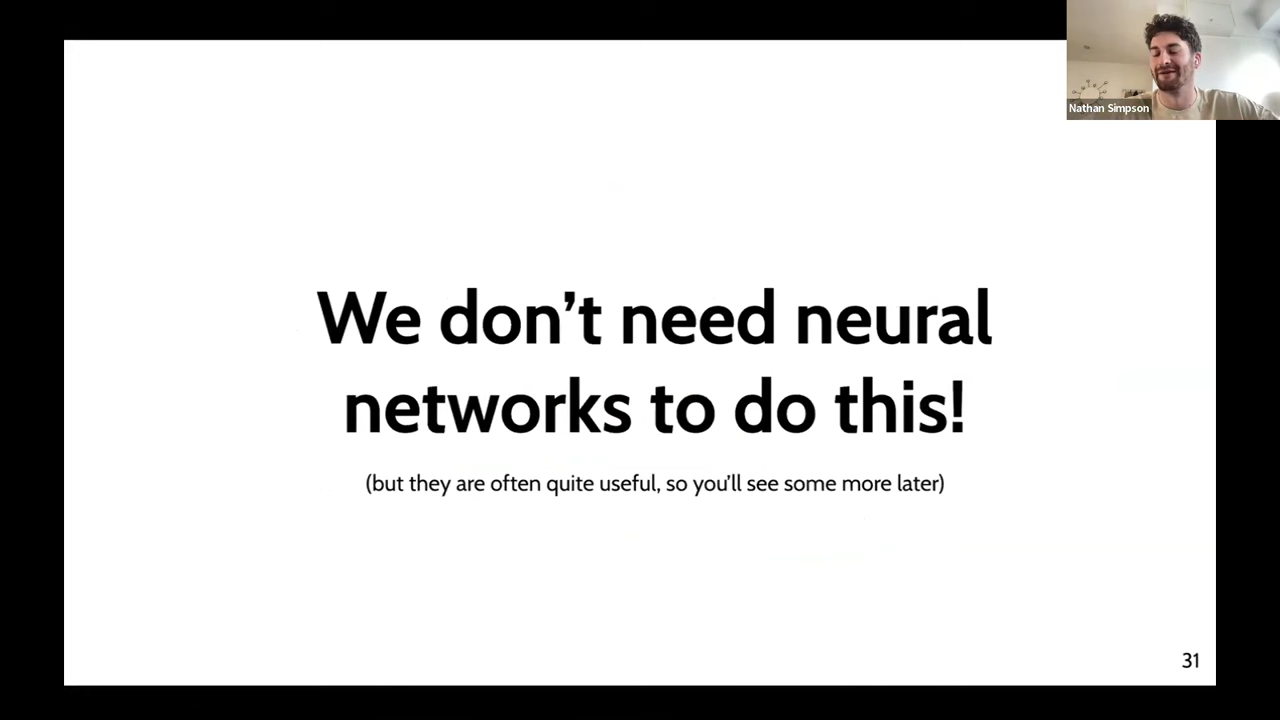 Nathan Simpson
We don’t need neural
networks to do this!
(but they are often quite useful, so you’ll see some more later)
31